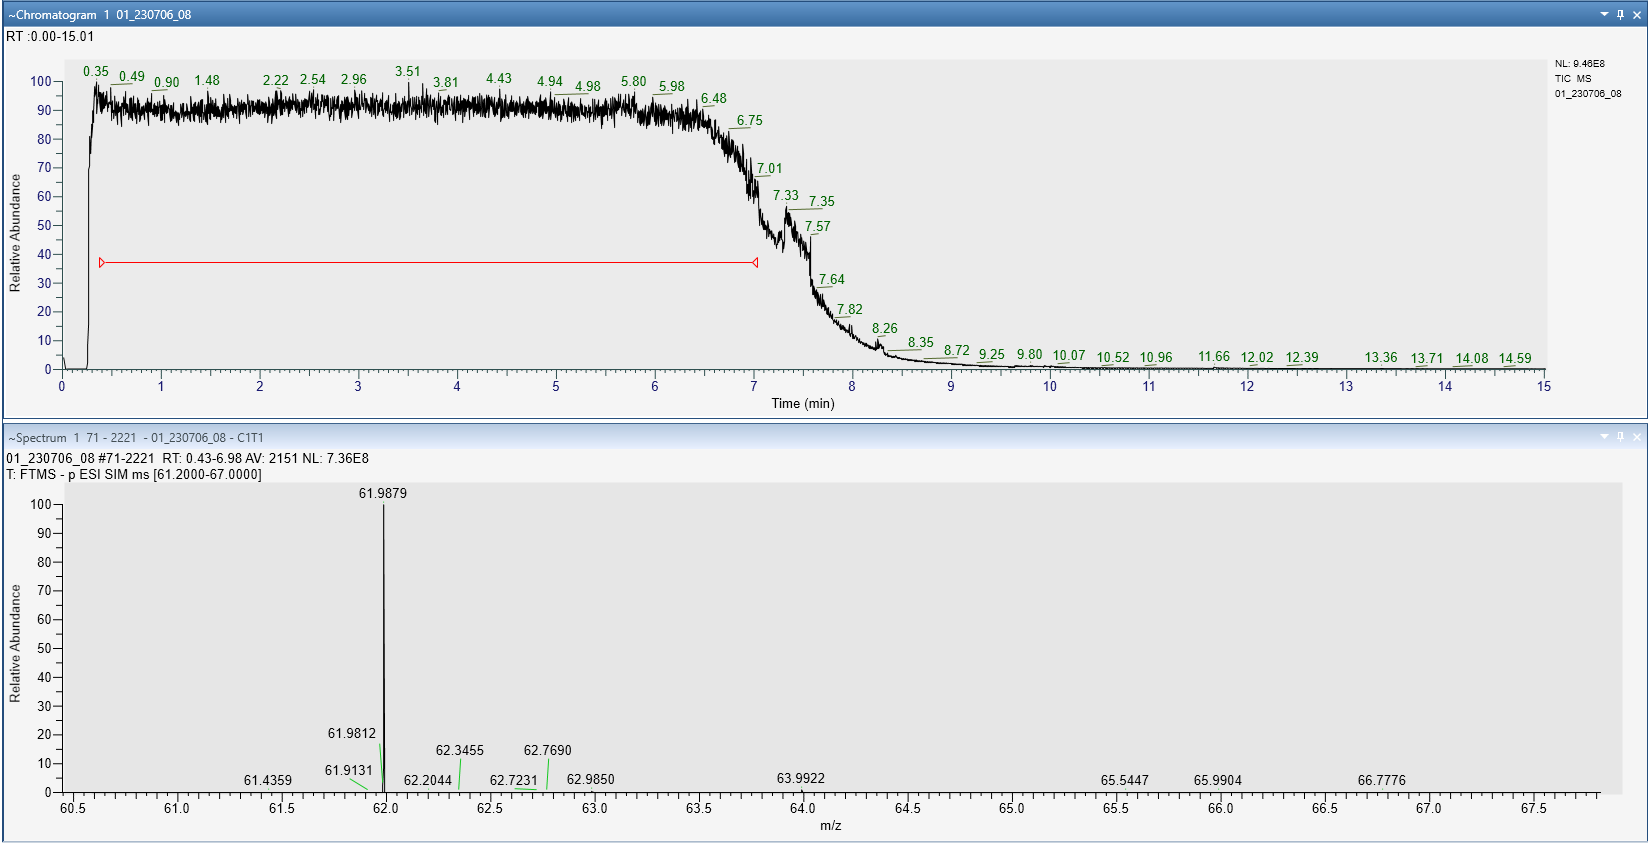 ~Chromatogram 1 01_230706_08
RT :0.00-15.01
NL: 9.46E8
TIC MS
01_230706_08
Relative Abundance
100
90
80
70
60
50
40
30
20
10
0
0.35 0.49 0.90 1.48 2.22 2.54 2.96 3.51 3.81 4.43 4.94 4.98 5.80 5.98 6.48 6.75 7.01 7.33 7.35 7.57 7.64 7.82 8.26 8.35 8.72 9.25 9.80 10.07 10.52 10.96 11.66 12.02 12.39 13.36 13.71 14.08 14.59
0 1 2 3 4 5 6 7 8 9 10 11 12 13 14 15
Time (min)
~Spectrum 1 71 - 2221 - 01_230706_08 - C1T1
01_230706_08 #71-2221 RT: 0.43-6.98 AV: 2151 NL: 7.36E8
T: FTMS - p ESI SIM ms [61.2000-67.0000]
Relative Abundance
100
90
80
70
60
50
40
30
20
10
0
61.9879
61.9812
62.3455 62.7690
61.9131
61.4359 62.2044 62.7231 62.9850 63.9922 65.5447 65.9904 66.7776
60.5 61.0 61.5 62.0 62.5 63.0 63.5 64.0 64.5 65.0 65.5 66.0 66.5 67.0 67.5
m/z